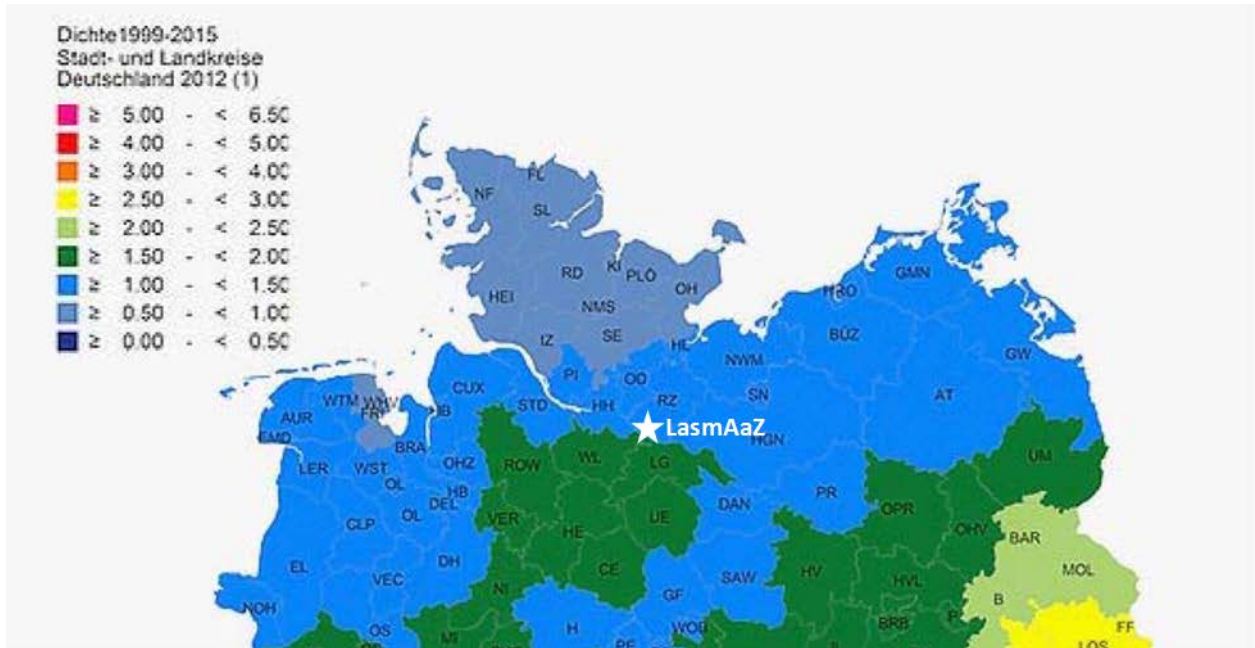 Dichte1999-2015
Stadt- und Landkreise
Deutschland 2012 (1)
≥ 5.00 - < 6.50
≥ 4.00 - < 5.00
≥ 3.00 - < 4.00
≥ 2.50 - < 3.00
≥ 2.00 - < 2.50
≥ 1.50 - < 2.00
≥ 1.00 - < 1.50
≥ 0.50 - < 1.00
≥ 0.00 - < 0.50
FL
NF
SL
RD KI PLÖ
OH
HEI
NMS
IZ SE
HL
GMN
HRO
BÜZ
GW
NWM
PI OD
SN
AT
CUX
STD HH RZ
WTM WHV
AUR
FRI
HB
EMD
BRA
LasmAaZ
HGN
LER WST
OL
OHZ
ROW WL LG
UM
HB
DEL
CLP OL
VER
HE
UE
DAN
PR
OPR
OHV
BAR
EL
VEC
DH
CE
NI
GF
SAW
HV
HVL
MOL
B
NOH
OS
MI
H
WOB
BRB
P
FF
PE
LOS